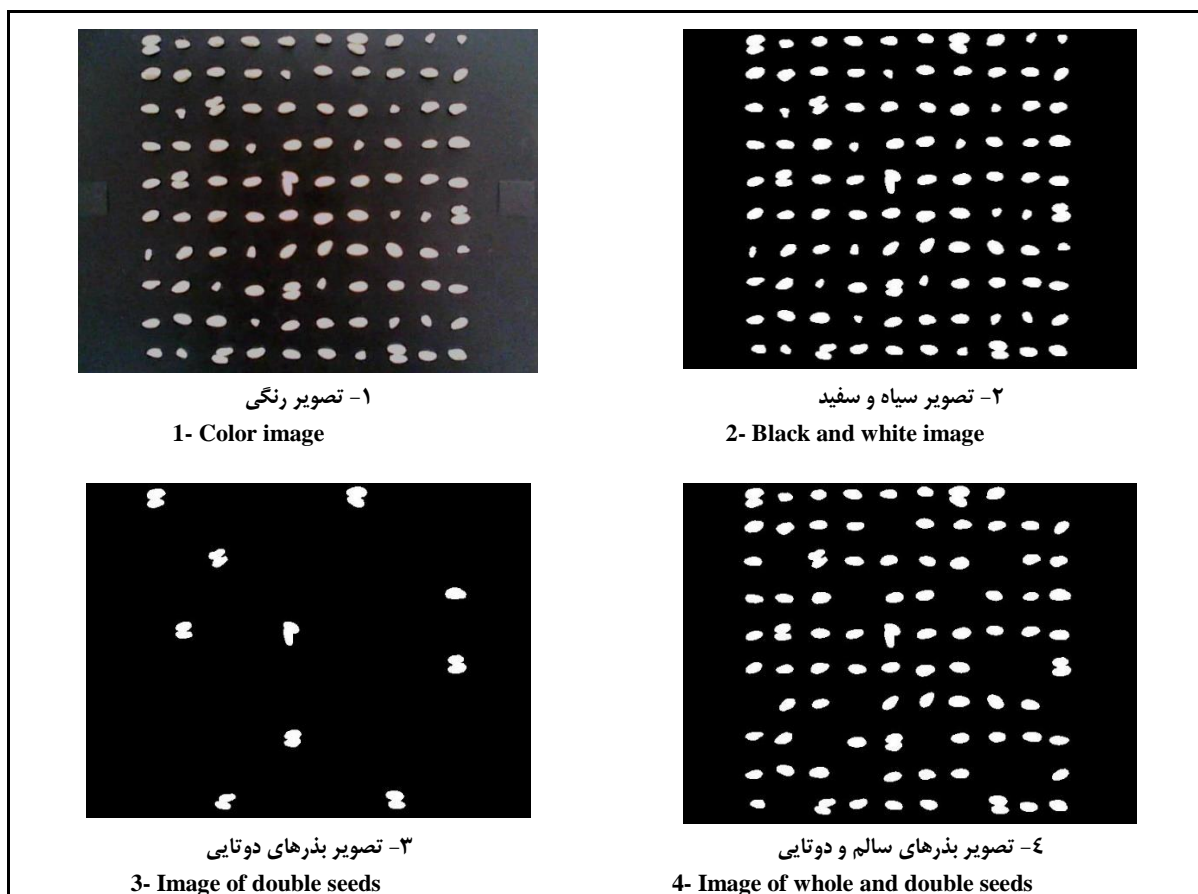 ۱- تصویر رنگی
1- Color image
۲- تصویر سیاه و سفید
2- Black and white image
۳- تصویر بذرهای دوتایی
3- Image of double seeds
٤- تصویر بذرهای سالم و دوتایی
4- Image of whole and double seeds